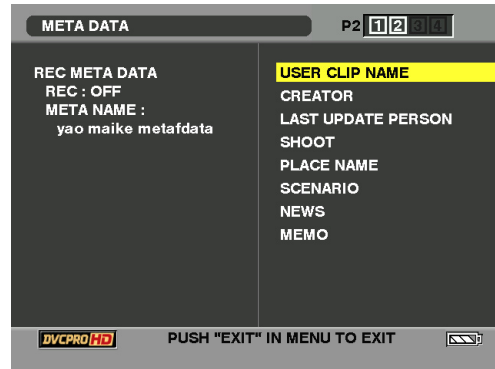 META DATA
P2 1 2 3 4
REC META DATA
REC : OFF
META NAME :
yao maike metafdata
USER CLIP NAME
CREATOR
LAST UPDATE PERSON
SHOOT
PLACE NAME
SCENARIO
NEWS
MEMO
DVCPRO HD
PUSH "EXIT" IN MENU TO EXIT